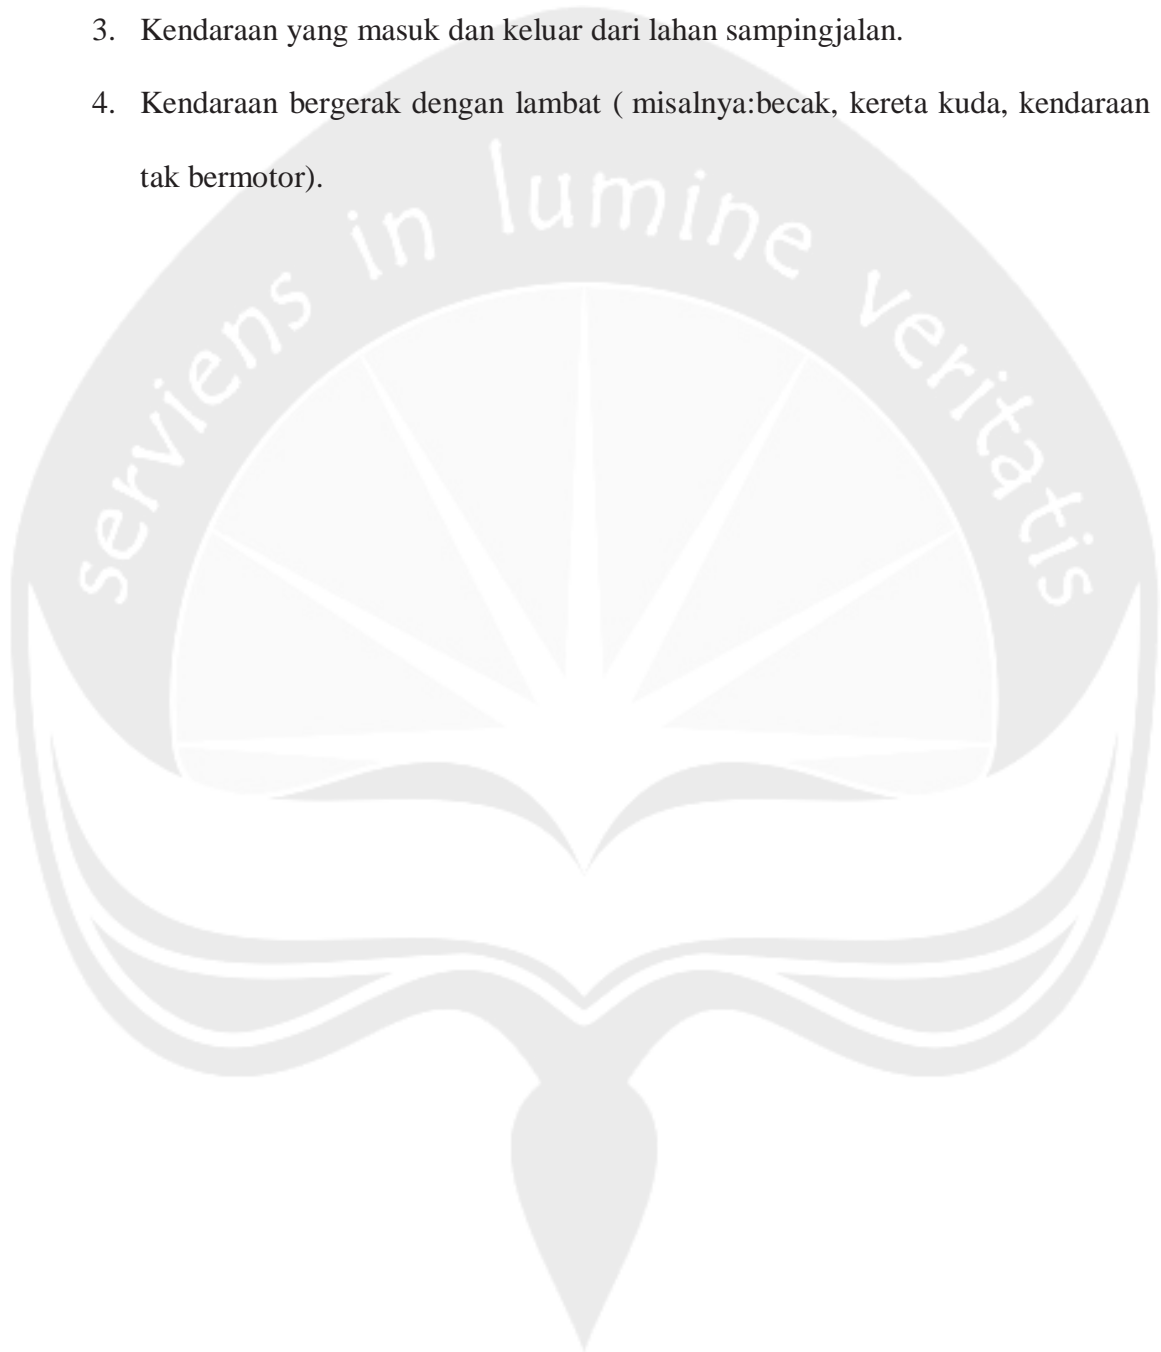 3. Kendaraan yang masuk dan keluar dari lahan sampingjalan.
4. Kendaraan bergerak dengan lambat ( misalnya:becak, kereta kuda, kendaraan
tak bermotor).
serviens in lumine veritatis